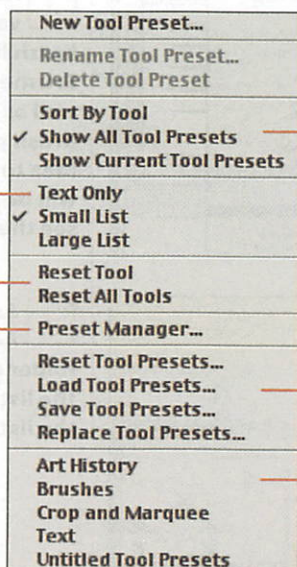 New Tool Preset...
Rename Tool Preset...
Delete Tool Preset
Sort By Tool
✓ Show All Tool Presets
Show Current Tool Presets
Text Only
✓ Small List
Large List
Reset Tool
Reset All Tools
Preset Manager...
Reset Tool Presets...
Load Tool Presets...
Save Tool Presets...
Replace Tool Presets...
Art History
Brushes
Crop and Marquee
Text
Untitled Tool Presets